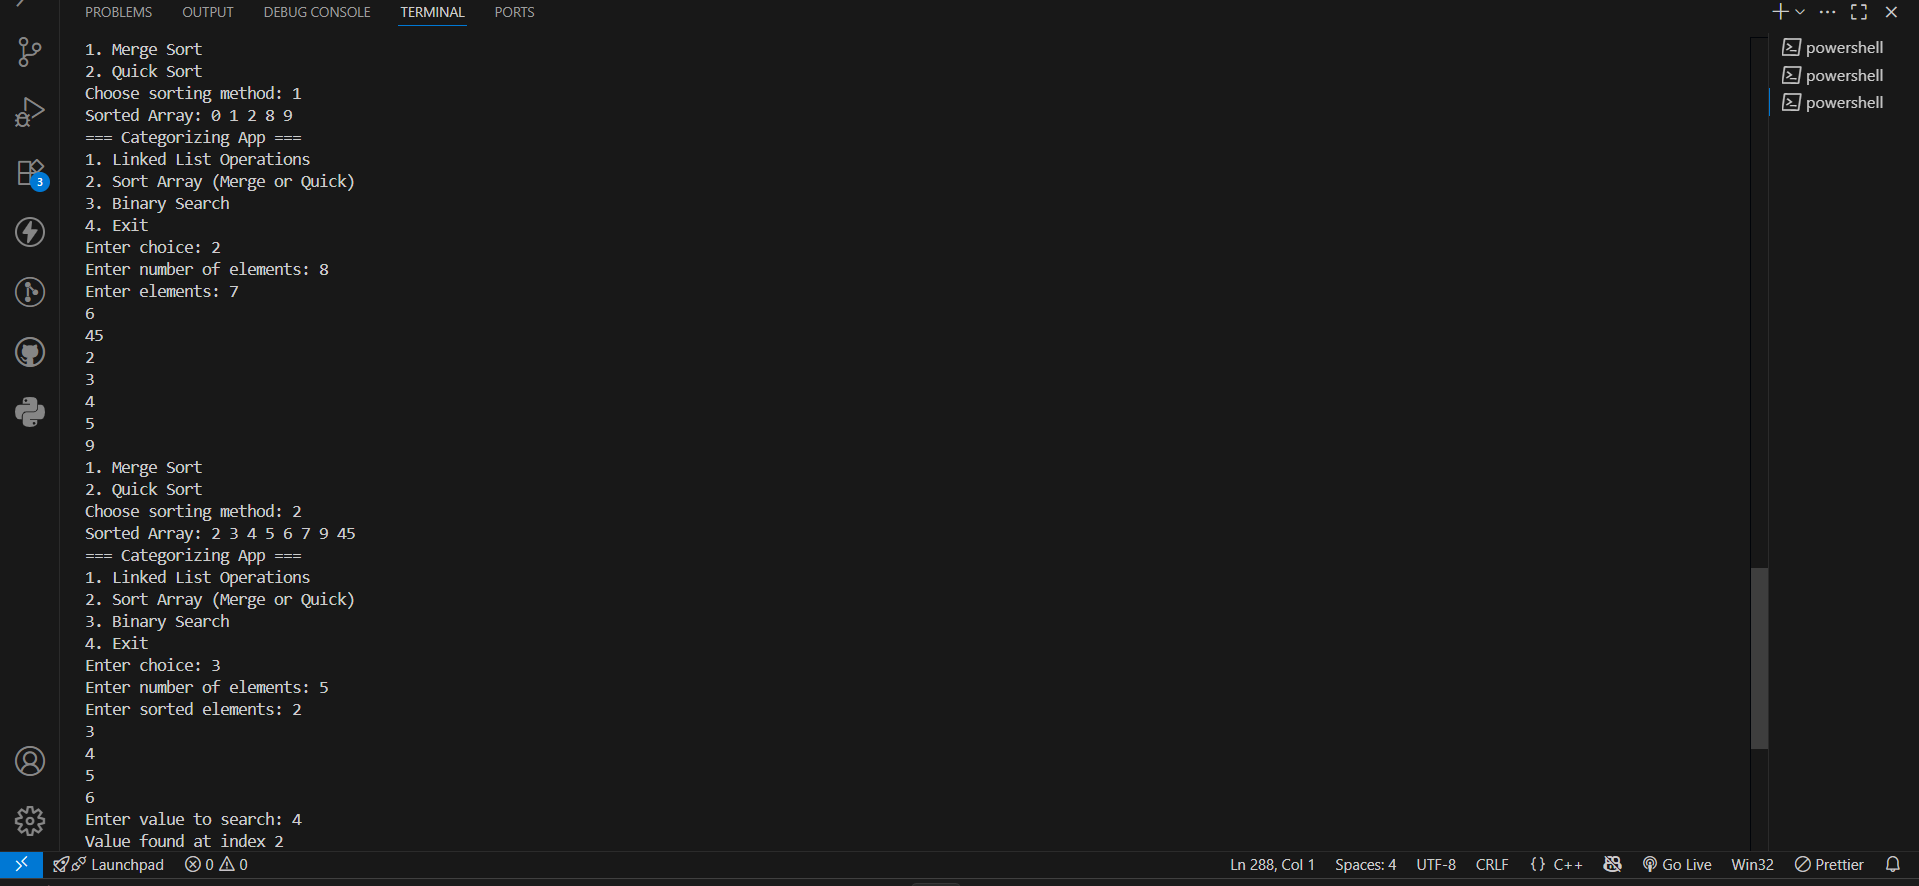 PROBLEMS OUTPUT DEBUG CONSOLE TERMINAL PORTS
1. Merge Sort
2. Quick Sort
Choose sorting method: 1
Sorted Array: 0 1 2 8 9
=== Categorizing App ===
1. Linked List Operations
2. Sort Array (Merge or Quick)
3. Binary Search
4. Exit
Enter choice: 2
Enter number of elements: 8
Enter elements: 7
6
45
2
3
4
5
9
1. Merge Sort
2. Quick Sort
Choose sorting method: 2
Sorted Array: 2 3 4 5 6 7 9 45
=== Categorizing App ===
1. Linked List Operations
2. Sort Array (Merge or Quick)
3. Binary Search
4. Exit
Enter choice: 3
Enter number of elements: 5
Enter sorted elements: 2
3
4
5
6
Enter value to search: 4
Value found at index 2
powershell
powershell
powershell
3
Launchpad 0 0 Ln 288, Col 1 Spaces: 4 UTF-8 CRLF {} C++ Go Live Win32 Prettier